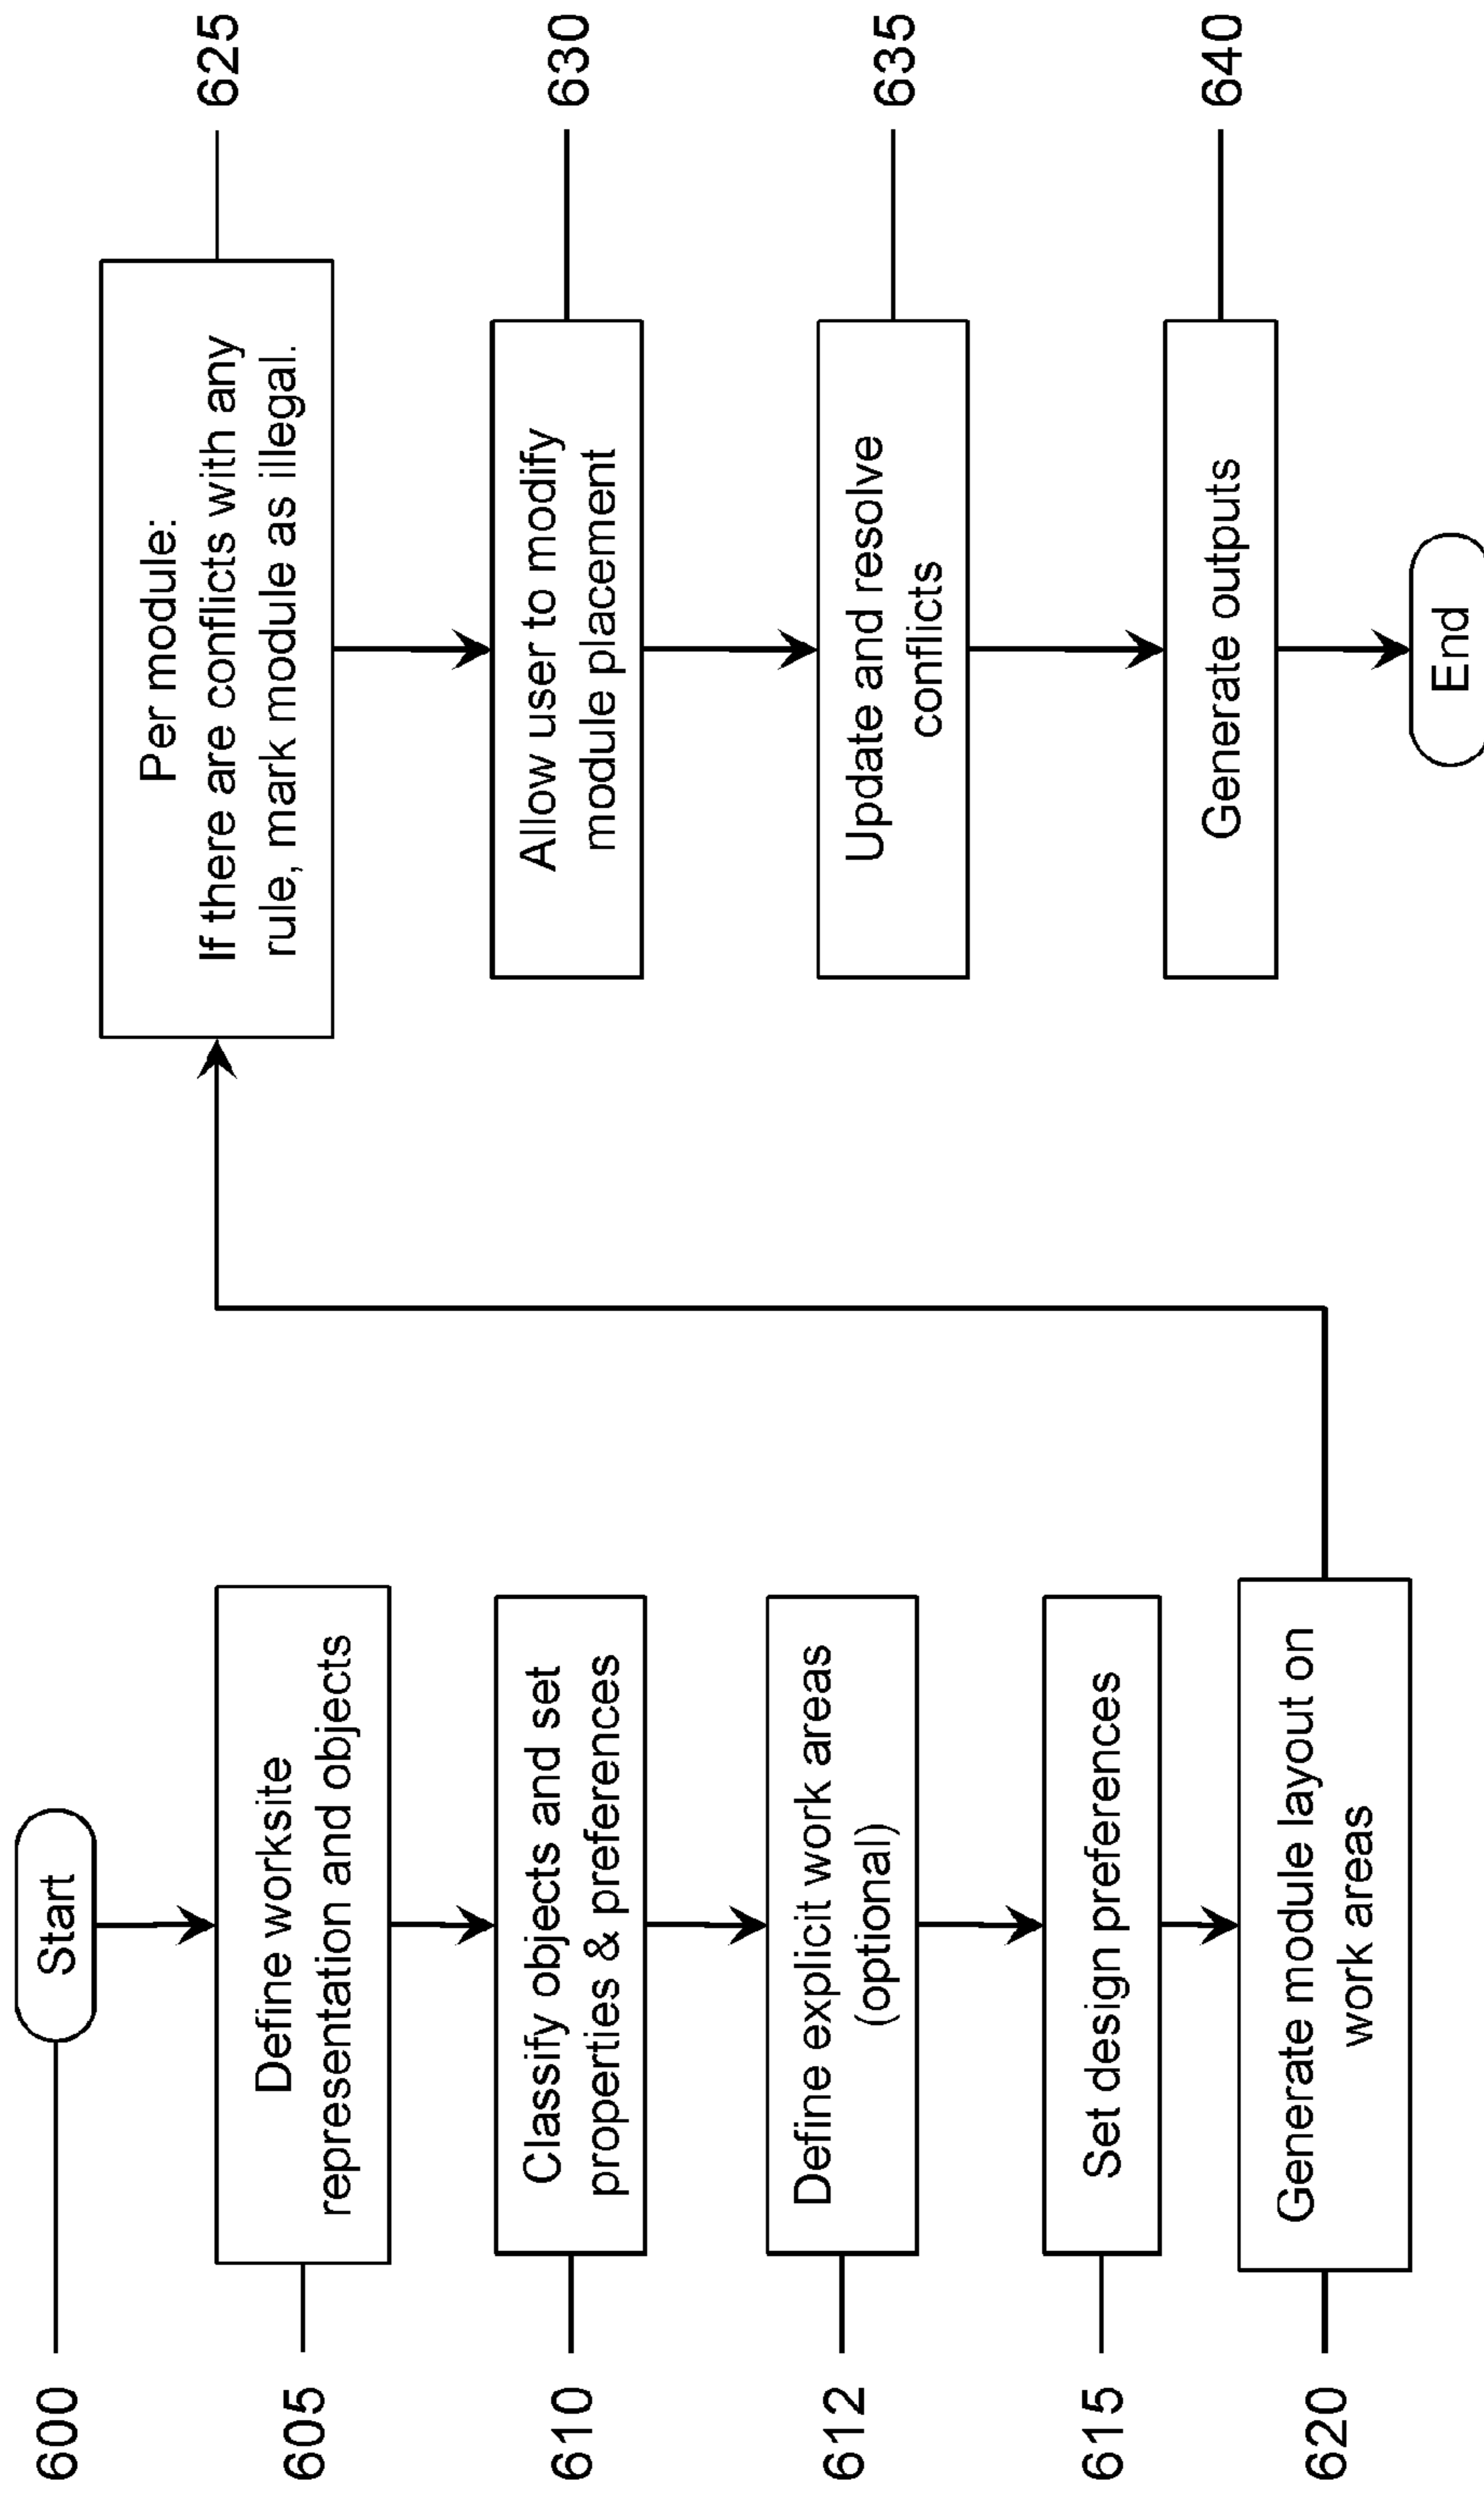 600
Start
605
Define worksite
representation and objects
610
Classify objects and set
properties & preferences
612
Define explicit work areas
(optional)
615
Set design preferences
620
Generate module layout on
work areas
Per module:
If there are conflicts with any
rule, mark module as illegal.
625
Allow user to modify
module placement
630
Update and resolve
conflicts
635
Generate outputs
640
End